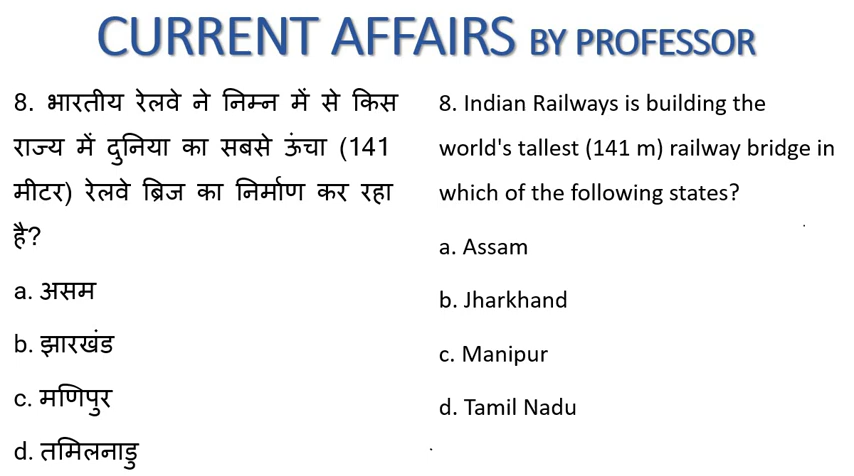 CURRENT AFFAIRS BY PROFESSOR
8. भारतीय रेलवे ने निम्न में से किस
राज्य में दुनिया का सबसे ऊंचा (141
मीटर) रेलवे ब्रिज का निर्माण कर रहा
है?
a. असम
b. झारखंड
c. मणिपुर
d. तमिलनाडु
8. Indian Railways is building the
world's tallest (141 m) railway bridge in
which of the following states?
a. Assam
b. Jharkhand
c. Manipur
d. Tamil Nadu